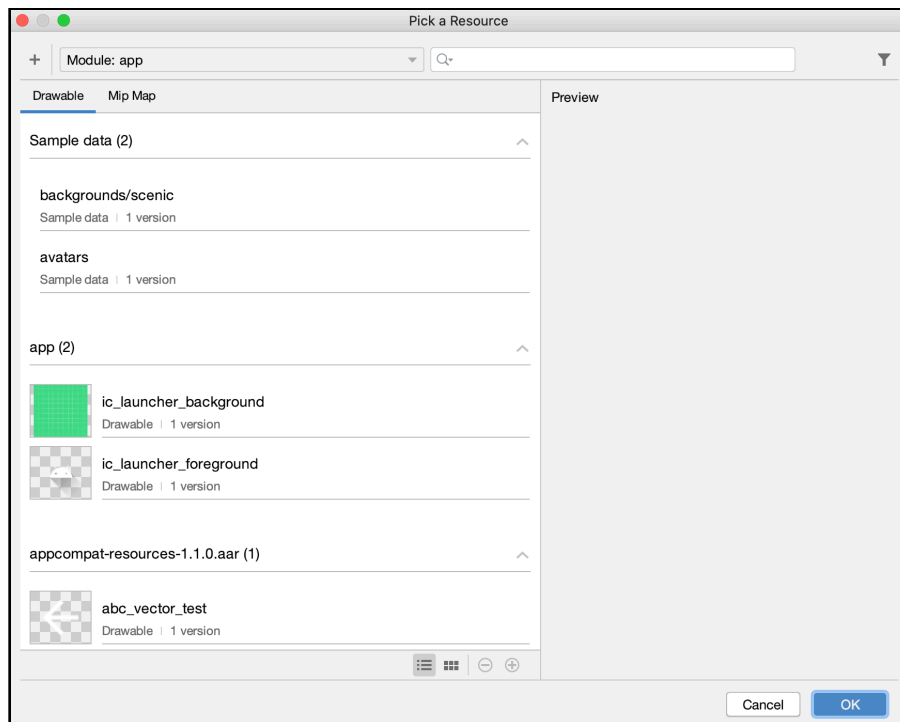 Pick a Resource
Module: app
Drawable Mip Map
Preview
Sample data (2)
backgrounds/scenic
Sample data | 1 version
avatars
Sample data | 1 version
app (2)
ic_launcher_background
Drawable | 1 version
ic_launcher_foreground
Drawable | 1 version
appcompat-resources-1.1.0.aar (1)
abc_vector_test
Drawable | 1 version
Cancel OK